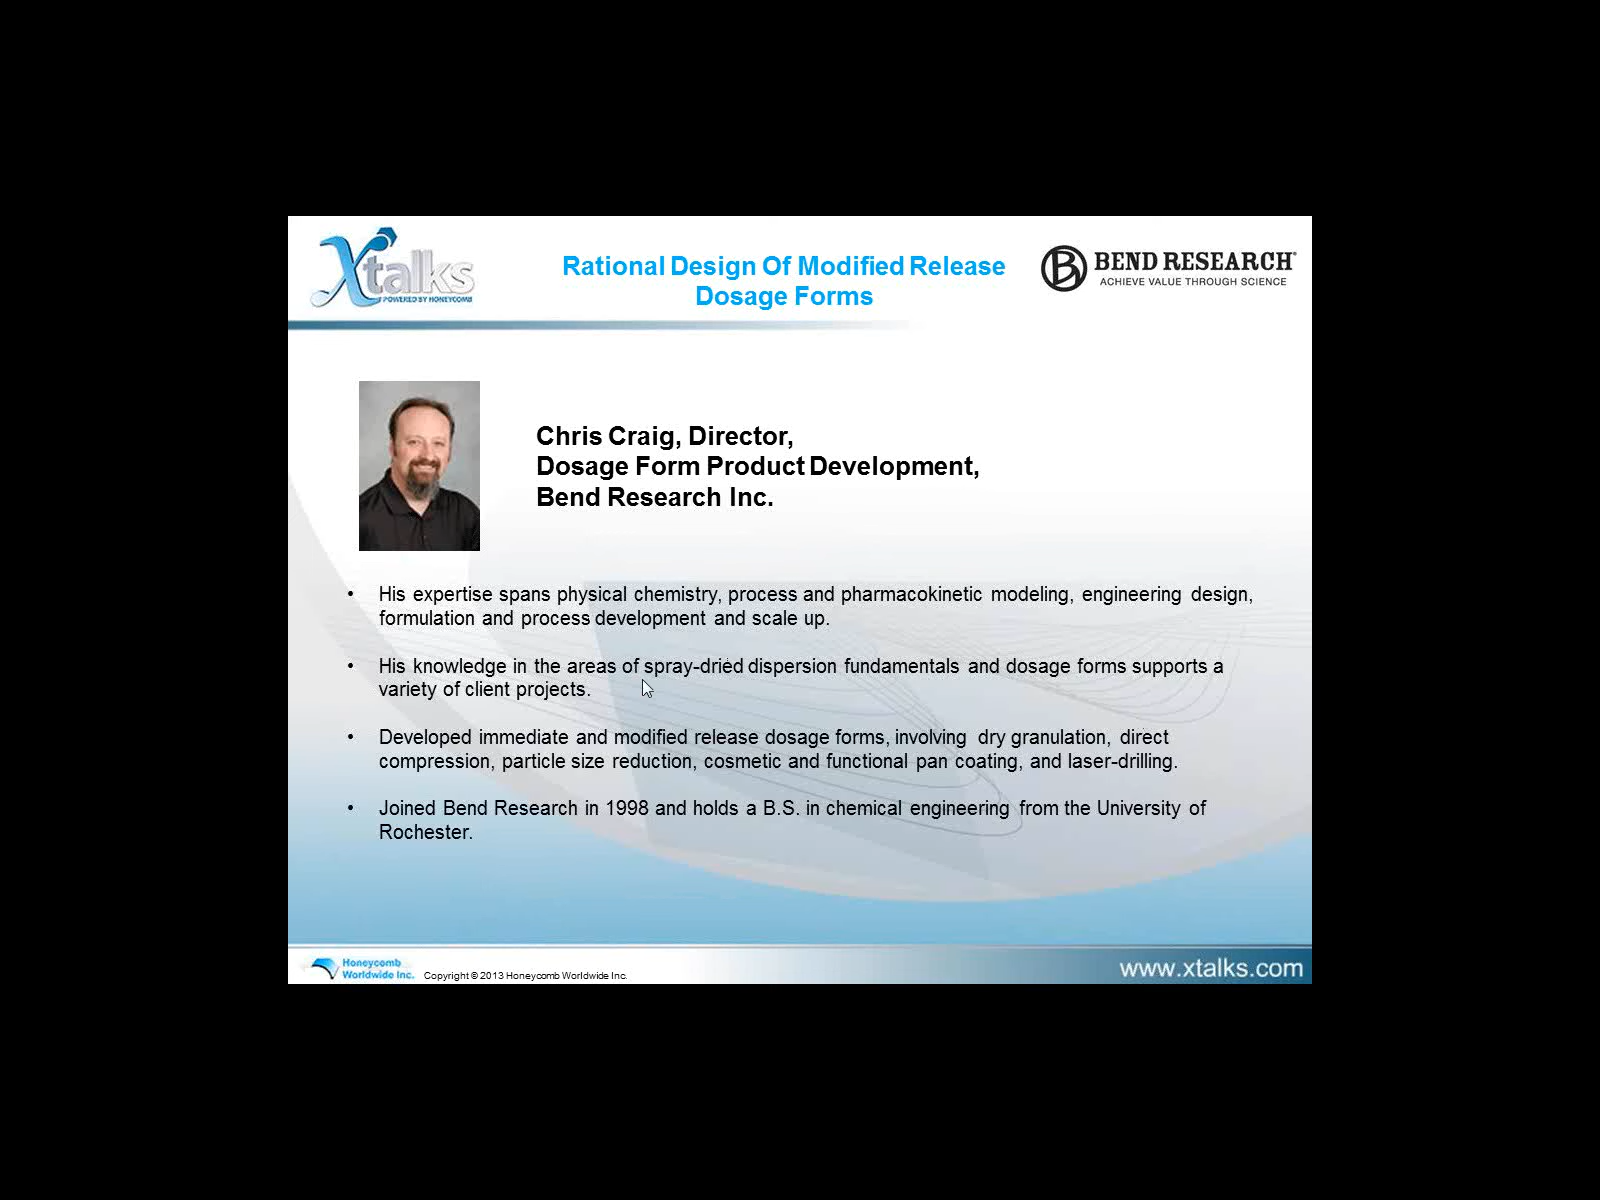 Xtalks
POWERED BY HONEYCOMB
Rational Design Of Modified Release
Dosage Forms
B
BEND RESEARCH®
ACHIEVE VALUE THROUGH SCIENCE
Chris Craig, Director,
Dosage Form Product Development,
Bend Research Inc.
• His expertise spans physical chemistry, process and pharmacokinetic modeling, engineering design,
formulation and process development and scale up.
• His knowledge in the areas of spray-dried dispersion fundamentals and dosage forms supports a
variety of client projects.
• Developed immediate and modified release dosage forms, involving dry granulation, direct
compression, particle size reduction, cosmetic and functional pan coating, and laser-drilling.
• Joined Bend Research in 1998 and holds a B.S. in chemical engineering from the University of
Rochester.
Honeycomb
Worldwide Inc.
Copyright © 2013 Honeycomb Worldwide Inc.
www.xtalks.com